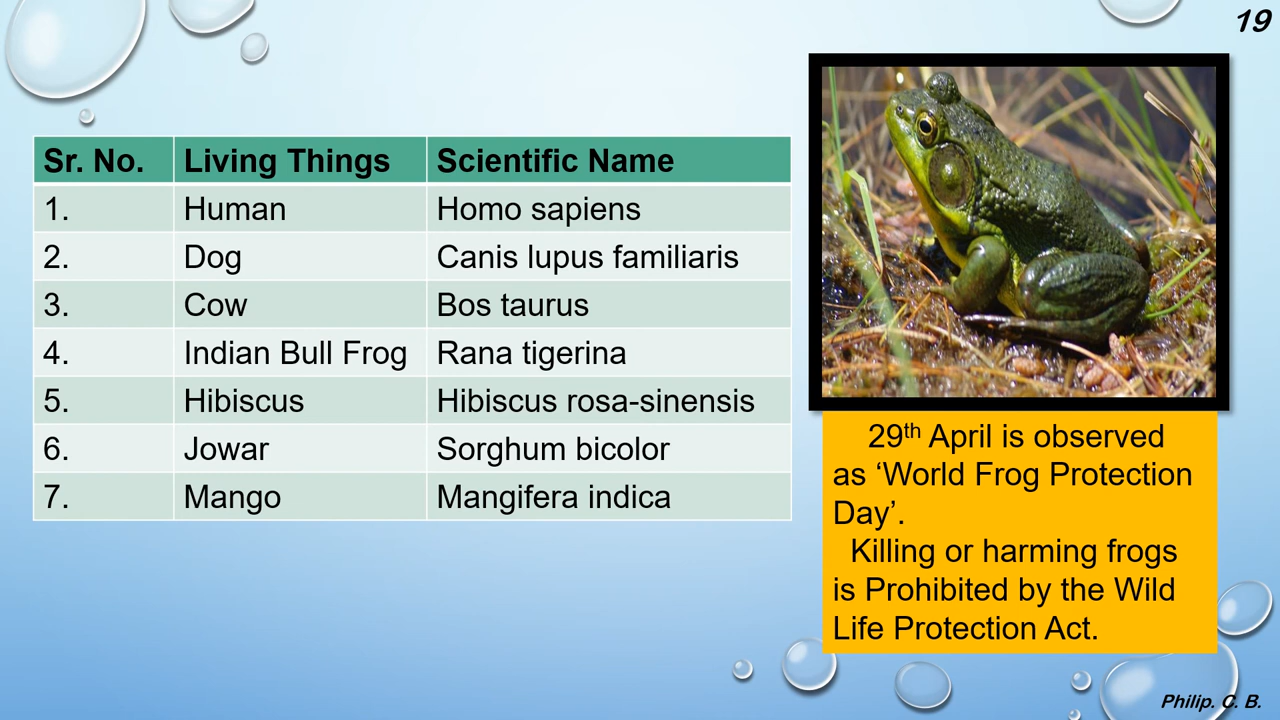 19
Sr. No. Living Things Scientific Name
1. Human Homo sapiens
2. Dog Canis lupus familiaris
3. Cow Bos taurus
4. Indian Bull Frog Rana tigerina
5. Hibiscus Hibiscus rosa-sinensis
6. Jowar Sorghum bicolor
7. Mango Mangifera indica
29th April is observed
as ‘World Frog Protection
Day’.
Killing or harming frogs
is Prohibited by the Wild
Life Protection Act.
Philip. C. B.